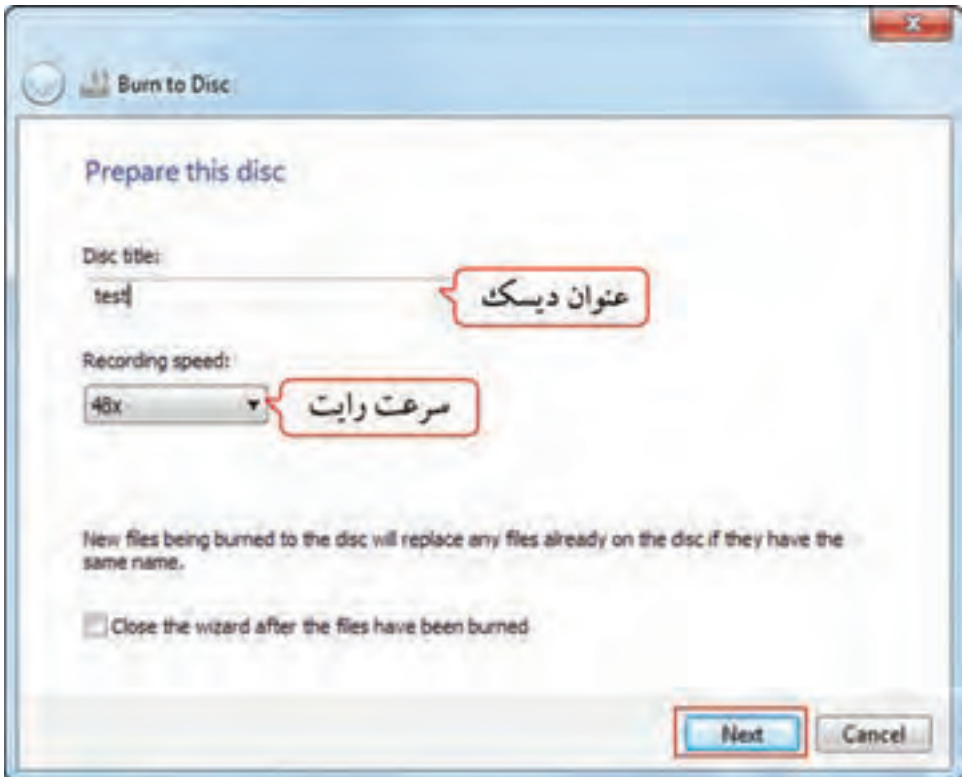 Burn to Disc
Prepare this disc
Disc title:
test
عنوان دیسک
Recording speed:
48x
سرعت رایت
New files being burned to the disc will replace any files already on the disc if they have the
same name.
Close the wizard after the files have been burned
Next
Cancel